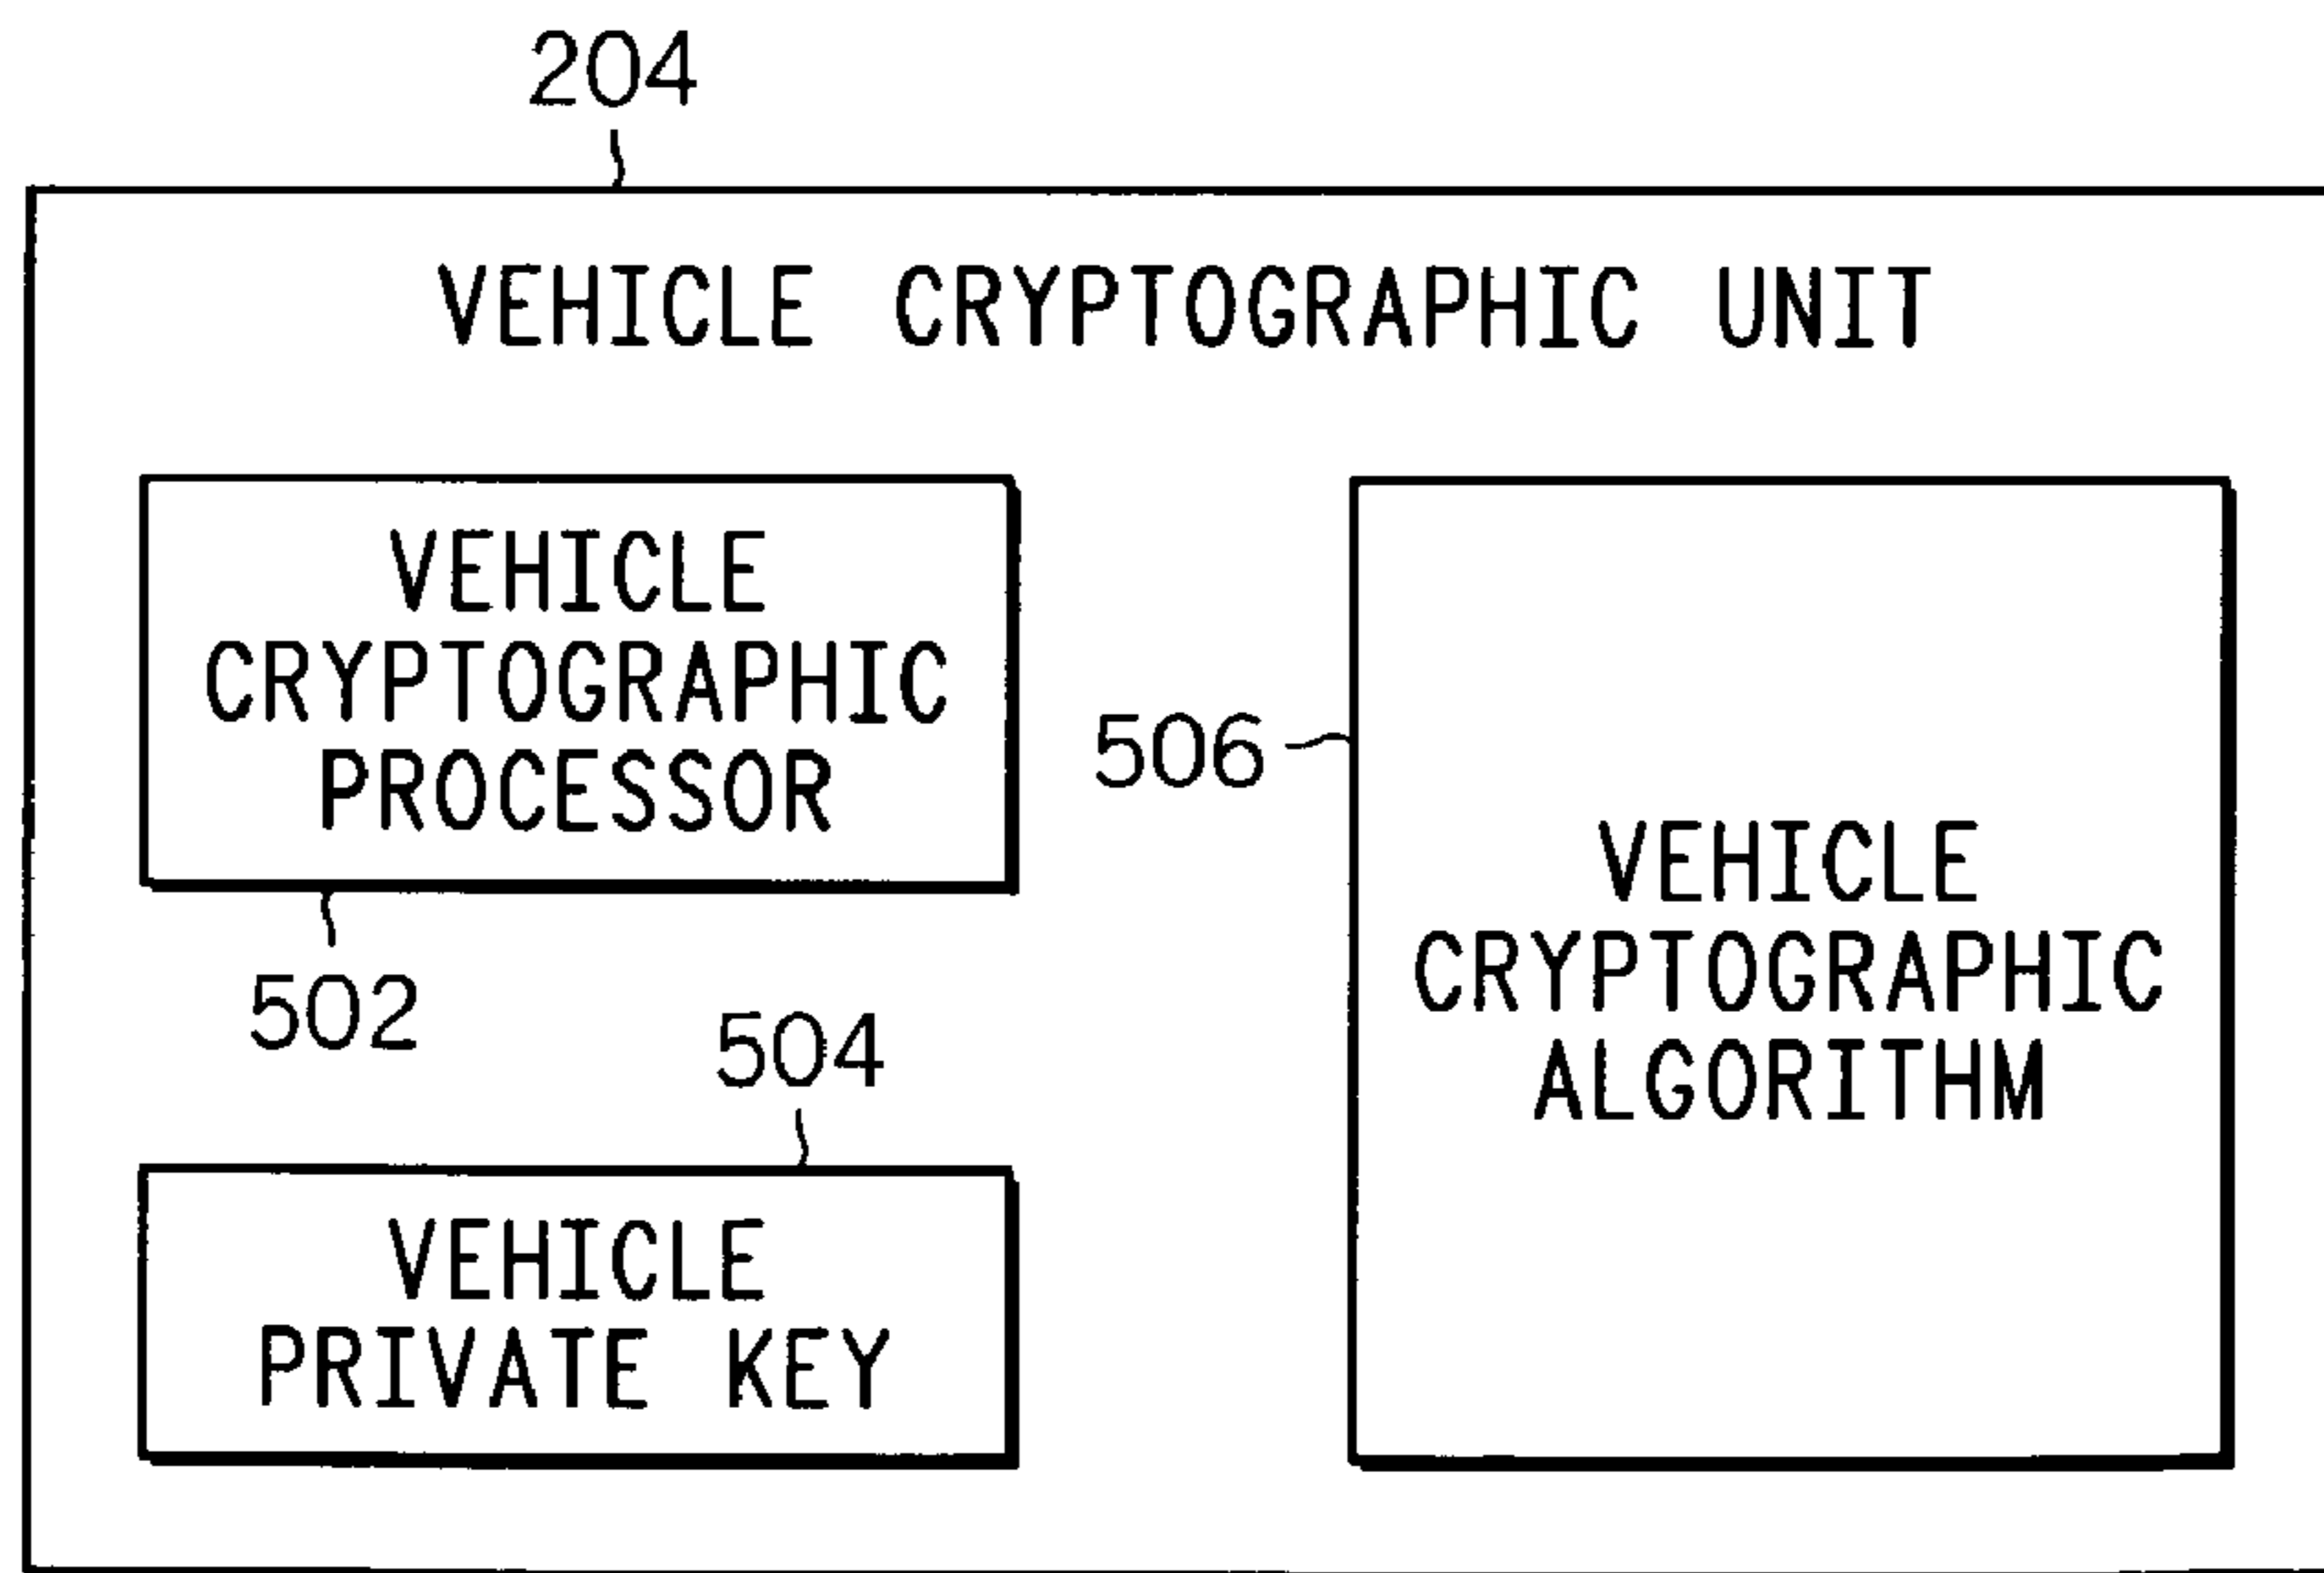 204
VEHICLE CRYPTOGRAPHIC UNIT
VEHICLE
CRYPTOGRAPHIC
PROCESSOR
502
504
VEHICLE
PRIVATE KEY
506
VEHICLE
CRYPTOGRAPHIC
ALGORITHM